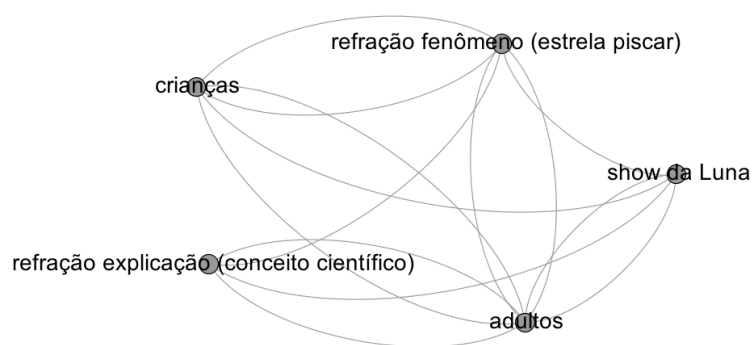 refração fenômeno (estrela piscar)
crianças
show da Luna
refração explicação (conceito científico)
adultos